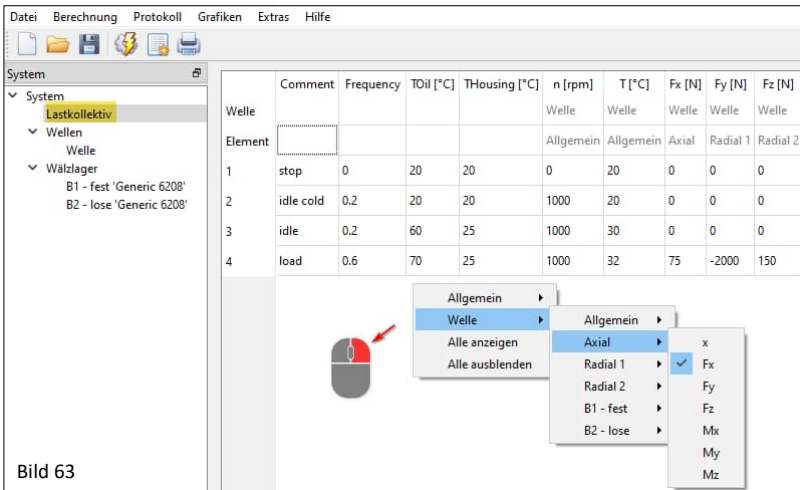 Datei Berechnung Protokoll Grafiken Extras Hilfe
System
System
Lastkollektiv
Wellen
Welle
Wälzlager
B1 - fest 'Generic 6208'
B2 - lose 'Generic 6208'
Comment Frequency TOil [°C] THousing [°C] n [rpm] T [°C] Fx [N] Fy [N] Fz [N]
Welle Welle Welle Welle Welle Welle
Element Allgemein Allgemein Axial Radial 1 Radial 2
1 stop 0 20 20 0 20 0 0 0
2 idle cold 0.2 20 20 1000 20 0 0 0
3 idle 0.2 60 25 1000 30 0 0 0
4 load 0.6 70 25 1000 32 75 -2000 150
Allgemein
Welle
Alle anzeigen
Alle ausblenden
Allgemein
Axial
Radial 1
Radial 2
B1 - fest
B2 - lose
x
Fx
Fy
Fz
Mx
My
Mz
Bild 63